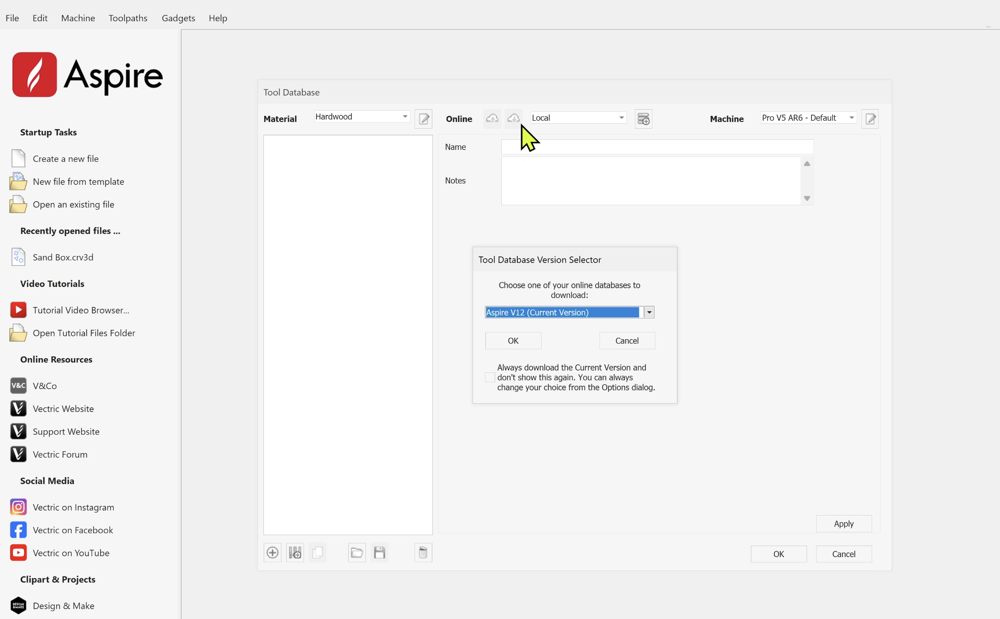 File Edit Machine Toolpaths Gadgets Help
Aspire
Startup Tasks
Create a new file
New file from template
Open an existing file
Recently opened files ...
Sand Box.crv3d
Video Tutorials
Tutorial Video Browser...
Open Tutorial Files Folder
Online Resources
V&C V&Co
Vectric Website
Support Website
Vectric Forum
Social Media
Vectric on Instagram
Vectric on Facebook
Vectric on YouTube
Clipart & Projects
DESIGN &MAKE Design & Make
Tool Database
Material Hardwood Online Local Machine Pro V5 AR6 - Default
Name
Notes
Tool Database Version Selector
Choose one of your online databases to
download:
Aspire V12 (Current Version)
OK Cancel
Always download the Current Version and
don't show this again. You can always
change your choice from the Options dialog.
Apply
OK Cancel